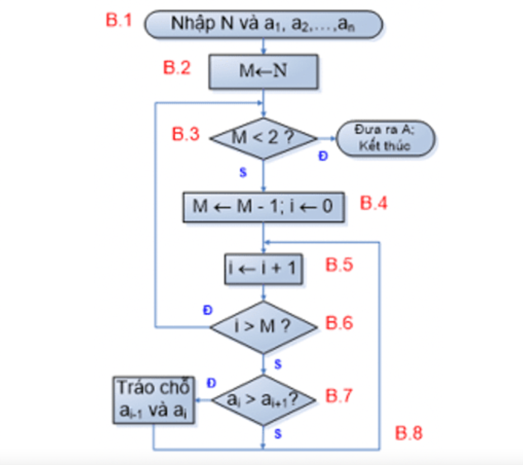 B.1
Nhập N và a₁, a₂,...,aₙ
B.2
M←N
B.3
M < 2 ?
Đưa ra A;
Kết thúc
Đ
S
M ← M - 1; i ← 0
B.4
i ← i + 1
B.5
Đ
i > M ?
B.6
S
Tráo chỗ
aᵢ₋₁ và aᵢ
Đ
aᵢ > aᵢ₊₁?
B.7
S
B.8